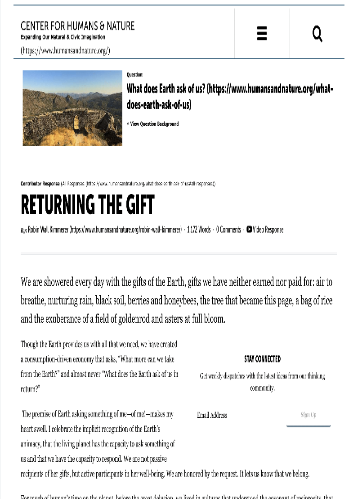 CENTER FOR HUMANS & NATURE
Expanding Our Natural & Civic Imagination
(https://www.humansandnature.org/)
Question
What does Earth ask of us? (https://www.humansandnature.org/what-
does-earth-ask-of-us)
+ View Question Background
Contributor Response
RETURNING THE GIFT
By Robin Wall Kimmerer (https://www.humansandnature.org/robin-wall-kimmerer) · 1172 Words · 0 Comments · Video Response
We are showered every day with the gifts of the Earth, gifts we have neither earned nor paid for: air to
breathe, nurturing rain, black soil, berries and honeybees, the tree that became this page, a bag of rice
and the exuberance of a field of goldenrod and asters at full bloom.
Though the Earth provides us with all that we need, we have created
a consumption-driven economy that asks, "What more can we take
from the Earth?" and almost never "What does the Earth ask of us in
return?"
The premise of Earth asking something of me—of me!—makes my
heart swell. I celebrate the implicit recognition of the Earth's
animacy, that the living planet has the capacity to ask something of
us and that we have the capacity to respond. We are not passive
recipients of her gifts, but active participants in her well-being. We are honored by the request. It lets us know that we belong.
STAY CONNECTED
Get weekly dispatches with the latest ideas from our thinking
community.
Email Address
Sign Up